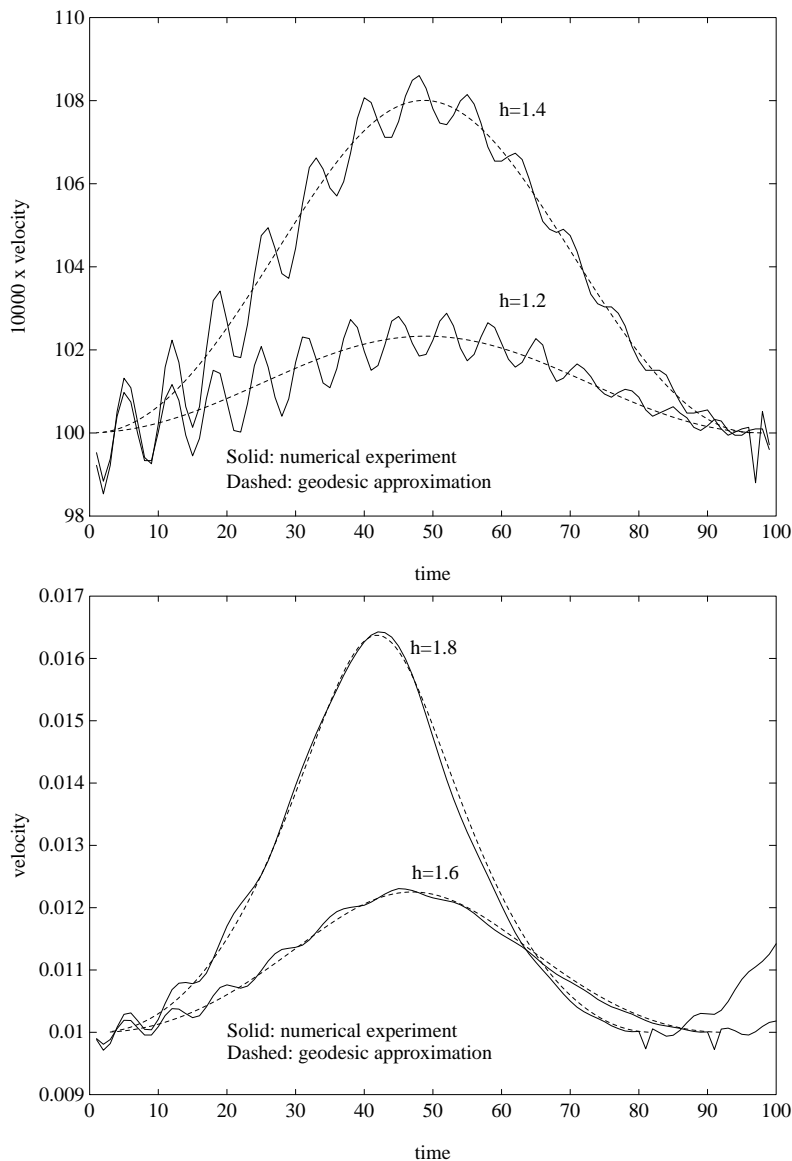 110
108
106
104
102
100
98
10000 x velocity
h=1.4
h=1.2
Solid: numerical experiment
Dashed: geodesic approximation
0 10 20 30 40 50 60 70 80 90 100
time
0.017
0.016
0.015
0.014
0.013
0.012
0.011
0.01
0.009
velocity
h=1.8
h=1.6
Solid: numerical experiment
Dashed: geodesic approximation
0 10 20 30 40 50 60 70 80 90 100
time